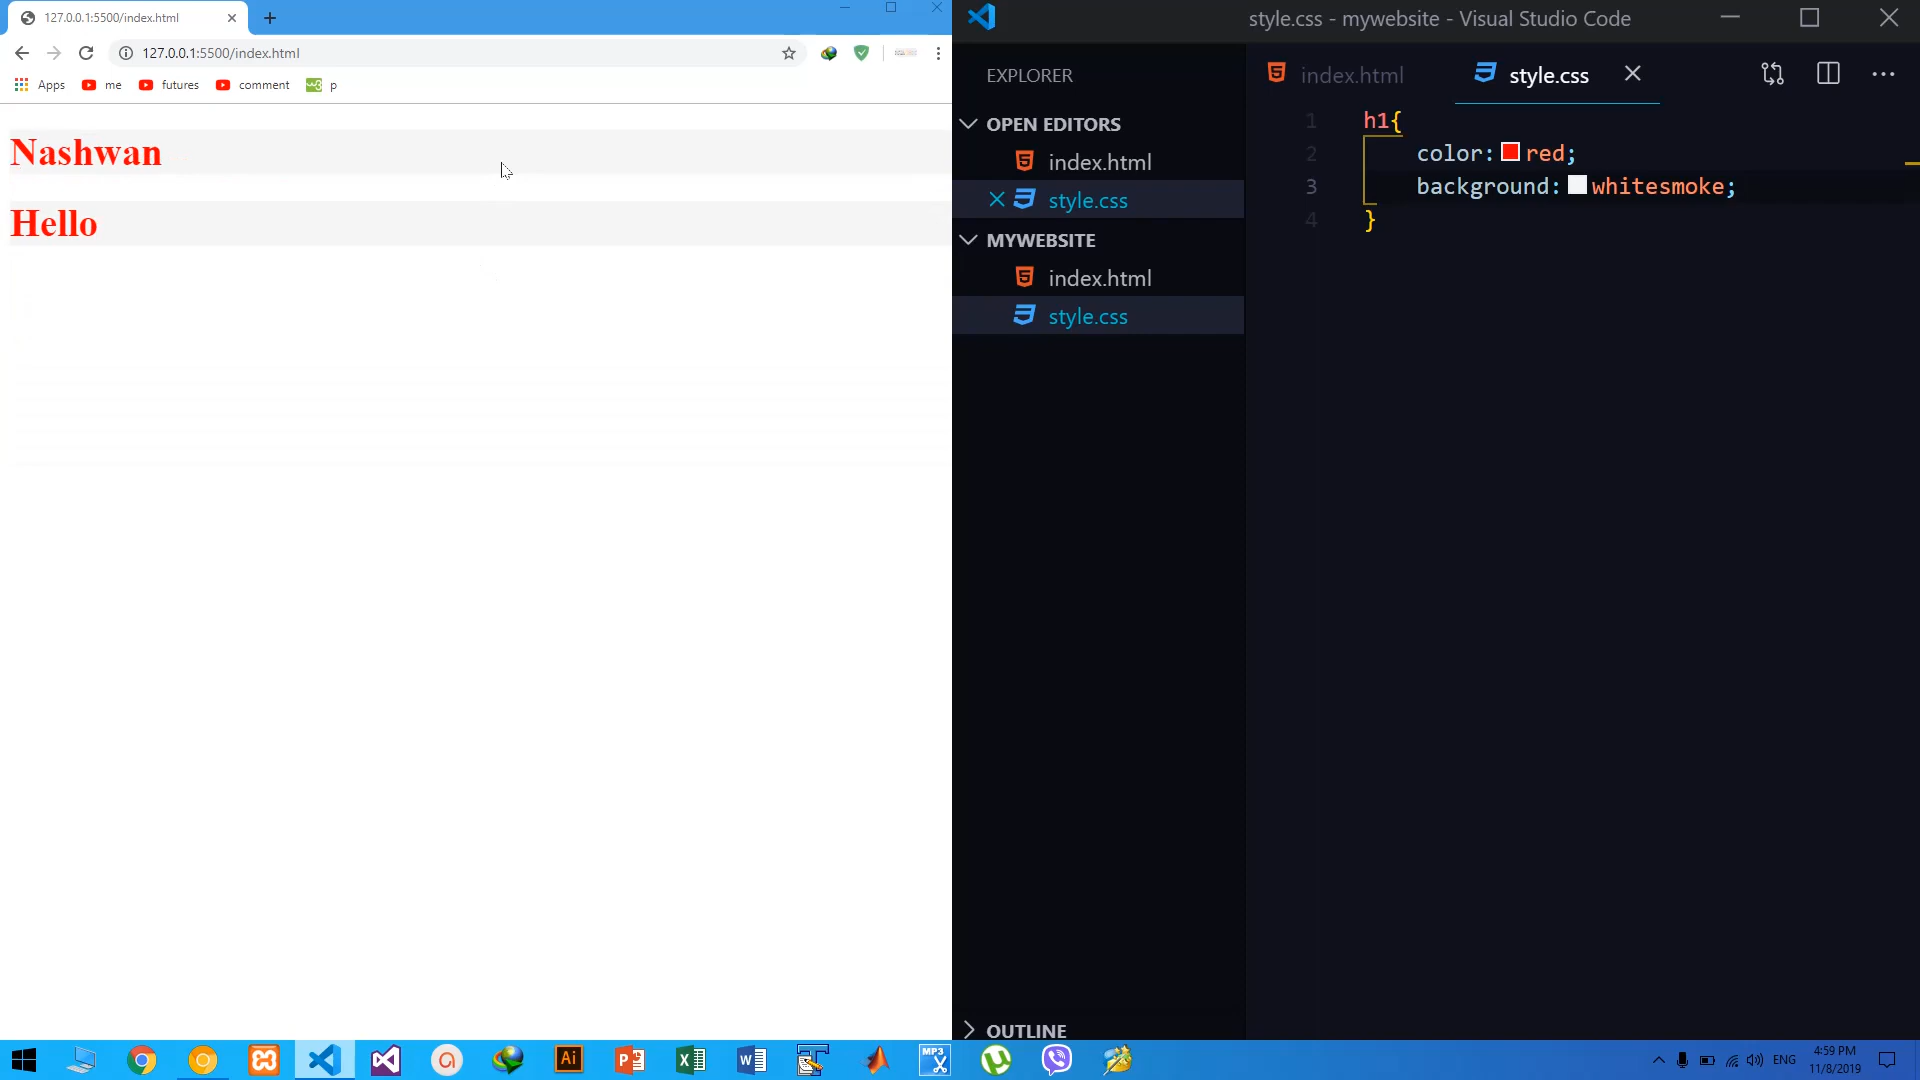 127.0.0.1:5500/index.html
127.0.0.1:5500/index.html
Apps me futures comment p
Nashwan
Hello
style.css - mywebsite - Visual Studio Code
EXPLORER
OPEN EDITORS
index.html
style.css
MYWEBSITE
index.html
style.css
OUTLINE
index.html style.css
1 h1{
2 color: red;
3 background: whitesmoke;
4 }
Ai
MP3
ENG
4:59 PM
11/8/2019